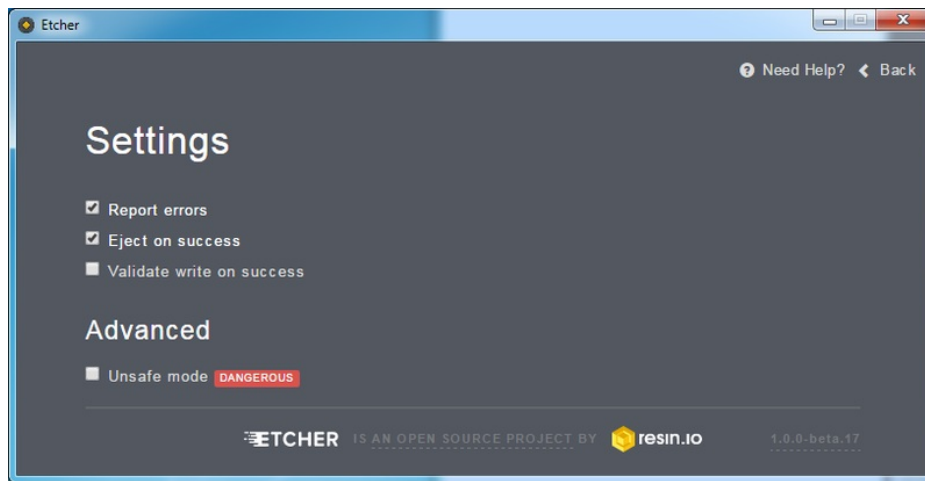 Etcher
Need Help? Back
Settings
Report errors
Eject on success
Validate write on success
Advanced
Unsafe mode DANGEROUS
ETCHER IS AN OPEN SOURCE PROJECT BY resin.io 1.0.0-beta.17